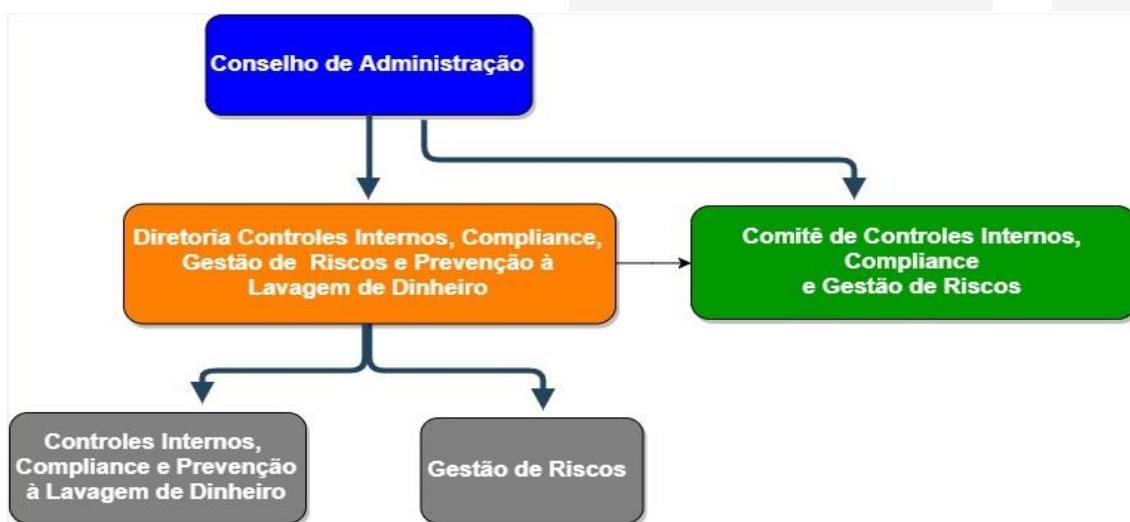 Conselho de Administração
Diretoria Controles Internos, Compliance,
Gestão de Riscos e Prevenção à
Lavagem de Dinheiro
Comitê de Controles Internos,
Compliance
e Gestão de Riscos
Controles Internos,
Compliance e Prevenção
à Lavagem de Dinheiro
Gestão de Riscos